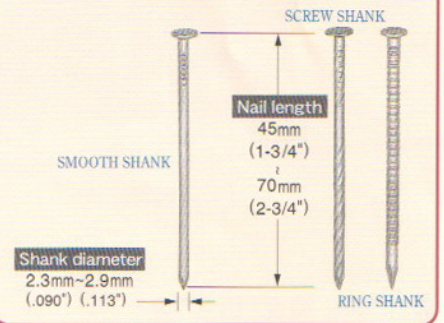 SCREW SHANK
Nail length
45mm
(1-3/4")
~
70mm
(2-3/4")
SMOOTH SHANK
Shank diameter
2.3mm~2.9mm
(.090") (.113")
RING SHANK